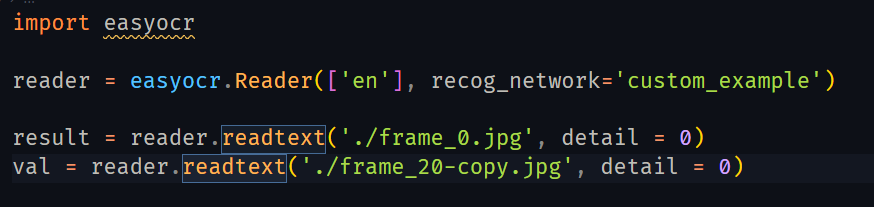 import easyocr
reader = easyocr.Reader(['en'], recog_network='custom_example')
result = reader.readtext('./frame_0.jpg', detail = 0)
val = reader.readtext('./frame_20-copy.jpg', detail = 0)